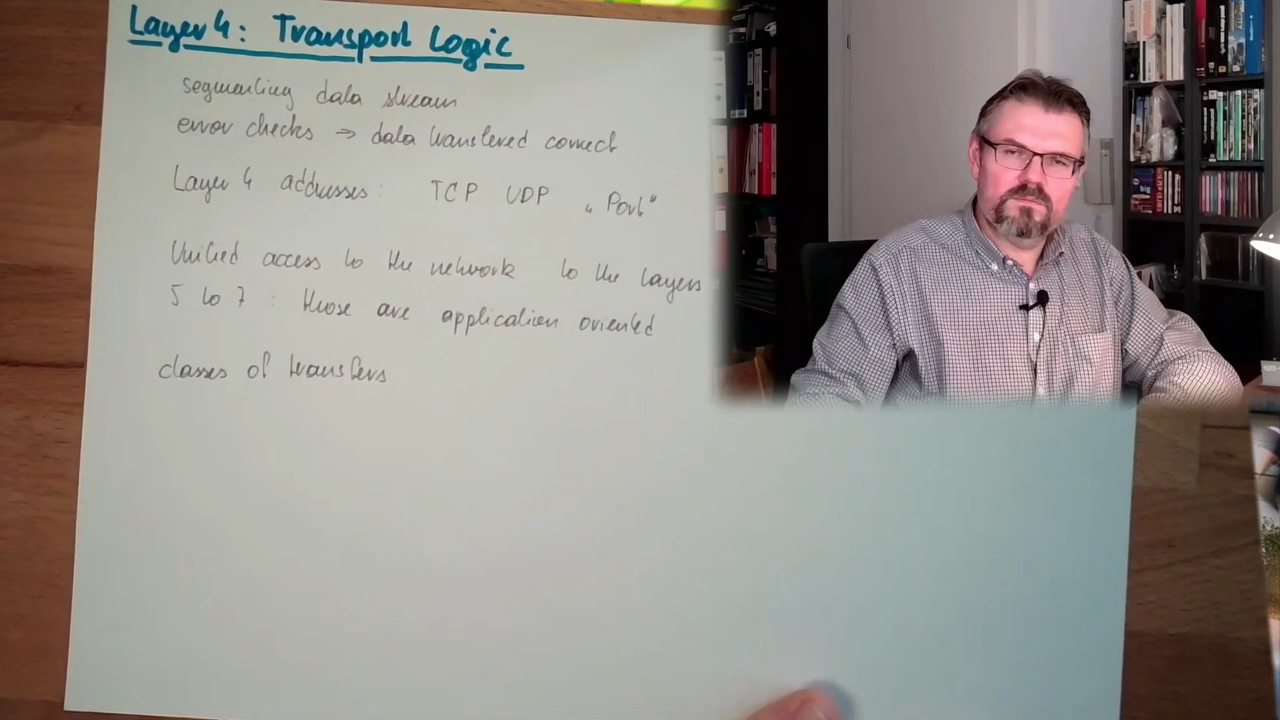 Layer 4: Transport Logic
segmenting data stream
error checks => data transfered correct
Layer 4 addresses: TCP UDP „Port"
Unified access to the network to the layers
5 to 7 : those are application oriented
classes of transfers